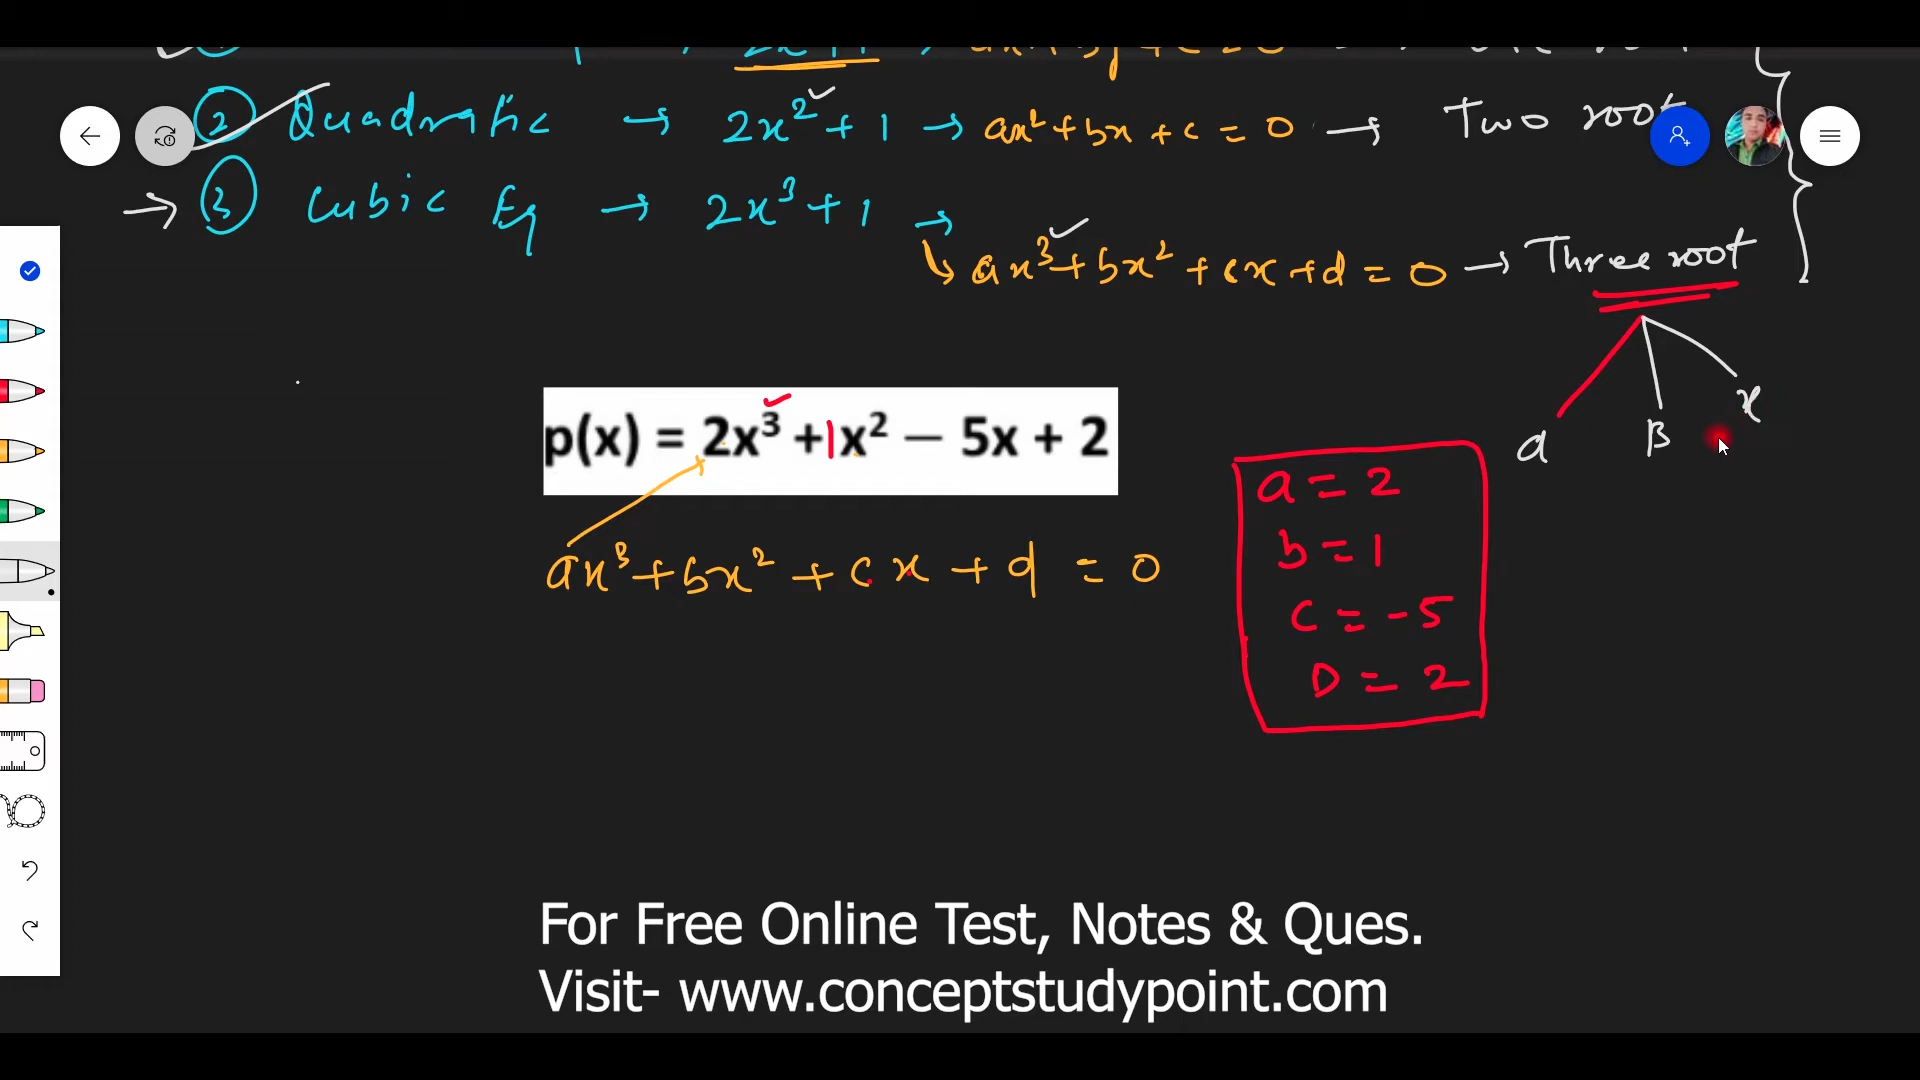 ② Quadratic → 2x² + 1 → ax² + bx + c = 0 → Two root
→ ③ Cubic Eq → 2x³ + 1 →
ax³ + bx² + cx + d = 0 → Three root
α β x
p(x) = 2x³ +1x² — 5x + 2
ax³ + bx² + cx + d = 0
a = 2
b = 1
c = -5
D = 2
For Free Online Test, Notes & Ques.
Visit- www.conceptstudypoint.com